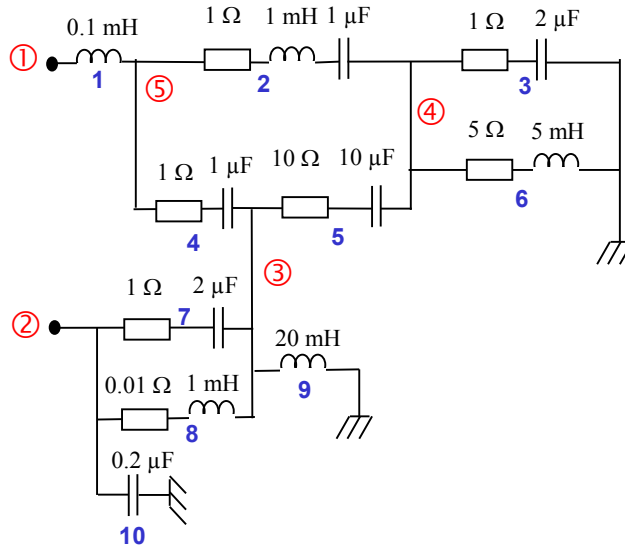 1 Ω 1 mH 1 µF 1 Ω 2 µF
0.1 mH
① 1 ⑤ 2 3
④
5 Ω 5 mH
1 Ω 1 µF 10 Ω 10 µF
6
4 5
③
1 Ω 2 µF
② 7
20 mH
0.01 Ω 1 mH 9
8
0.2 µF
10